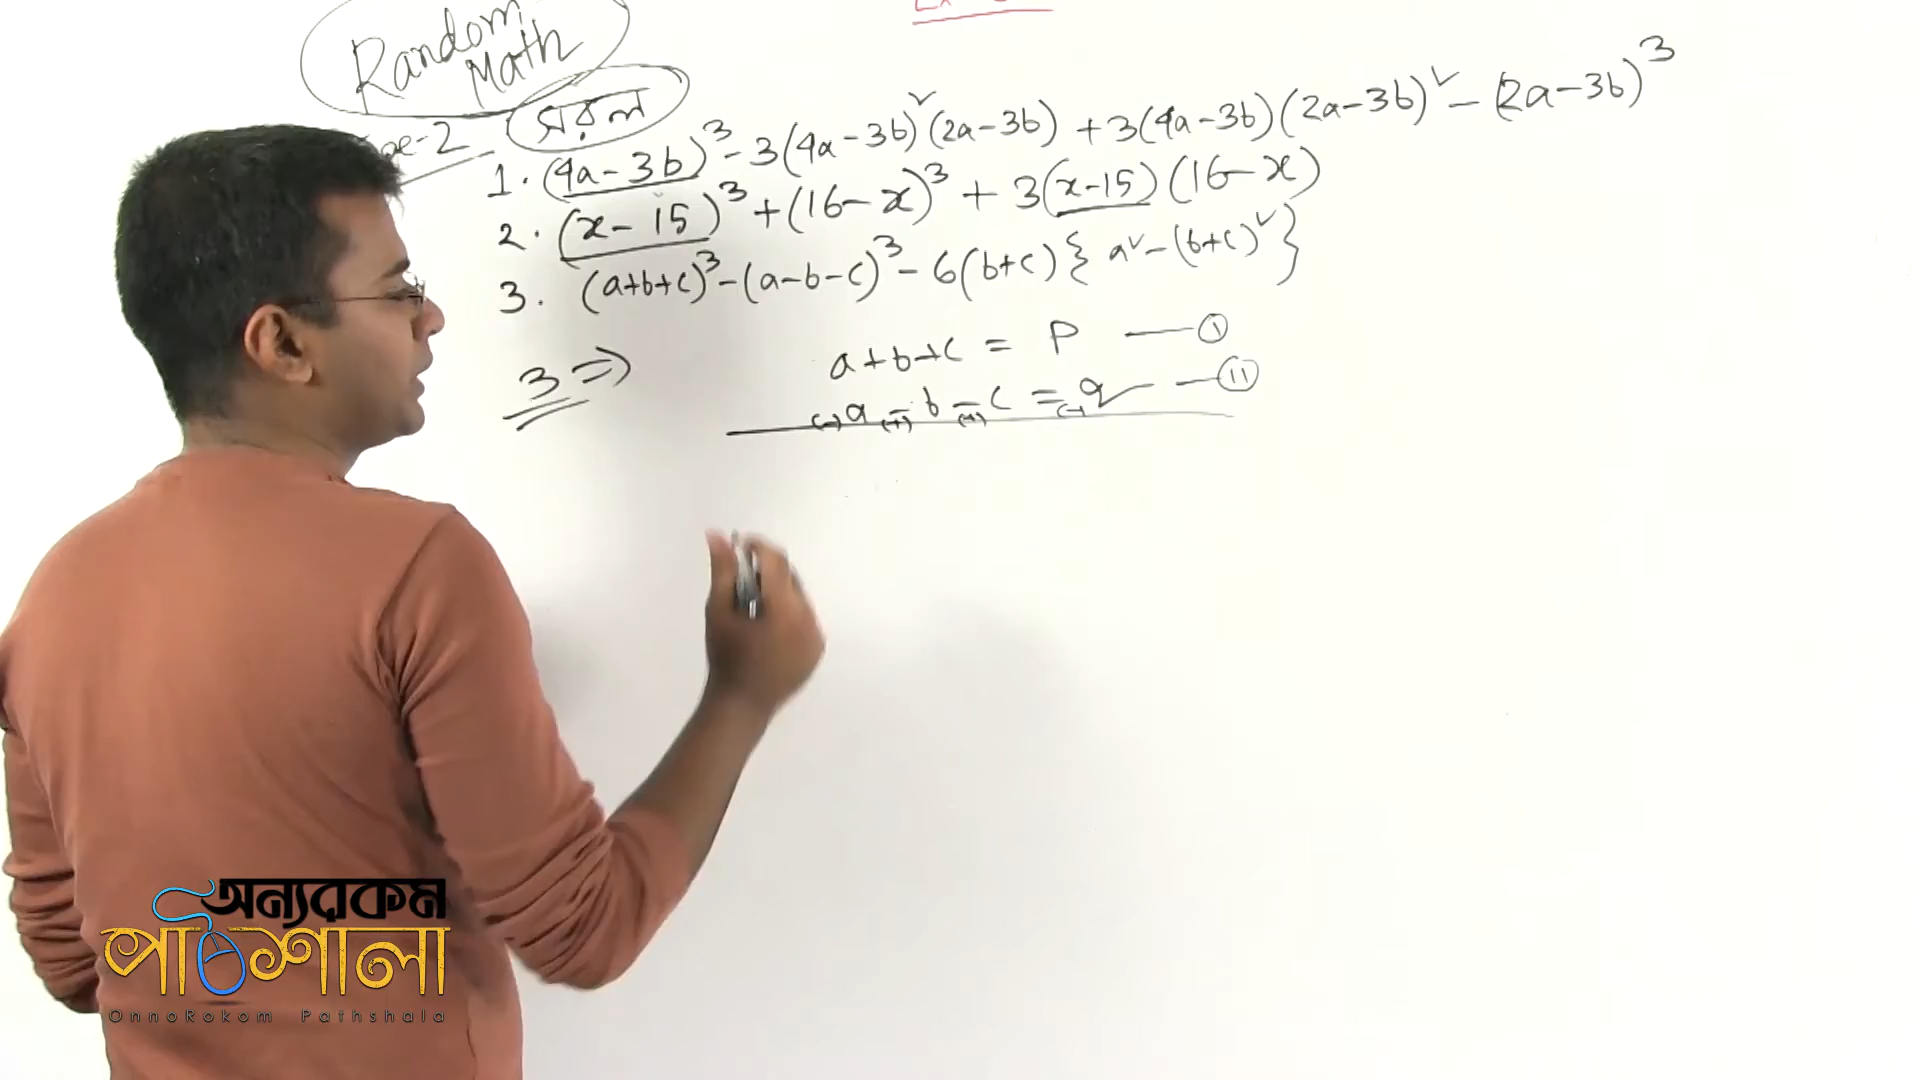 Random
Math
সরল
1. (4a-3b)³ - 3(4a-3b)²(2a-3b) + 3(4a-3b)(2a-3b)² - (2a-3b)³
2. (x-15)³ + (16-x)³ + 3(x-15)(16-x)
3. (a+b+c)³ - (a-b-c)³ - 6(b+c){a² - (b+c)²}
3 ⇒
a+b+c = P — (i)
a - b - c = q — (ii)
(-) (+) (+) (-)
অন্যরকম
পাঠশালা
OnnoRokom Pathshala